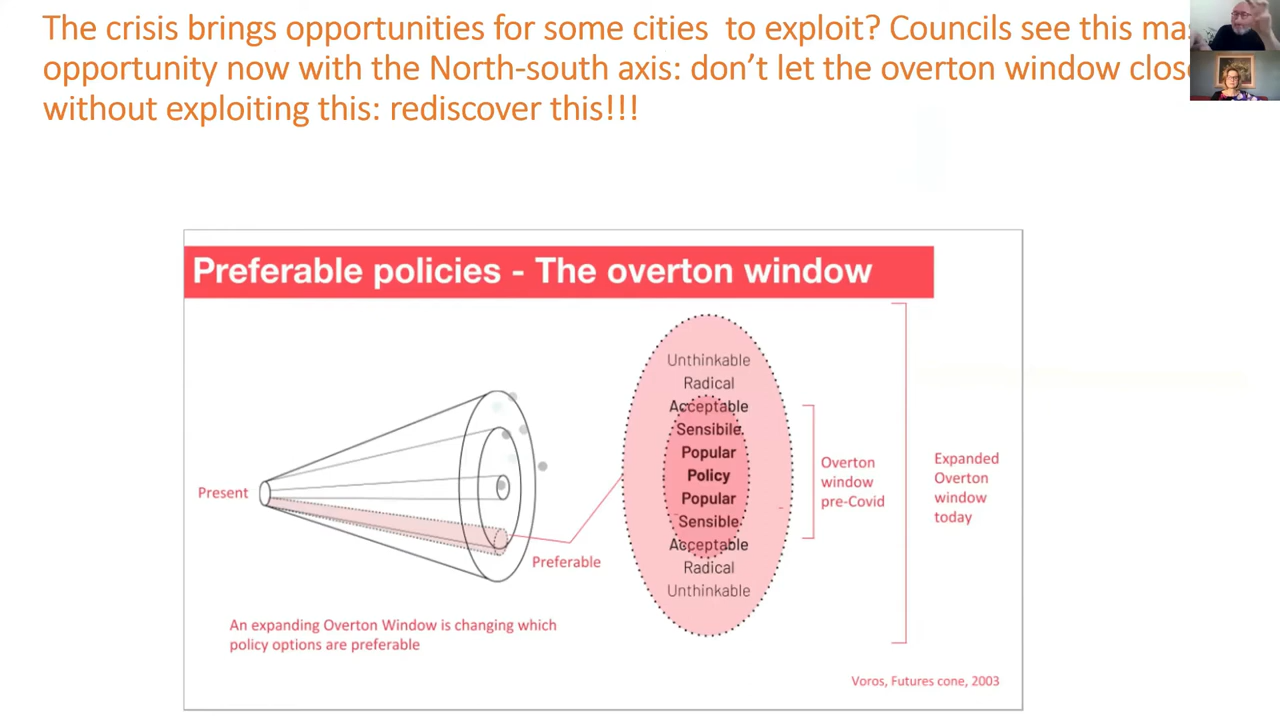 The crisis brings opportunities for some cities to exploit? Councils see this
opportunity now with the North-south axis: don't let the overton window
without exploiting this: rediscover this!!!
Preferable policies - The overton window
Unthinkable
Radical
Acceptable
Sensibile
Popular
Policy
Popular
Sensible
Acceptable
Radical
Unthinkable
Overton
window
pre-Covid
Expanded
Overton
window
today
Present
Preferable
An expanding Overton Window is changing which
policy options are preferable
Voros, Futures cone, 2003